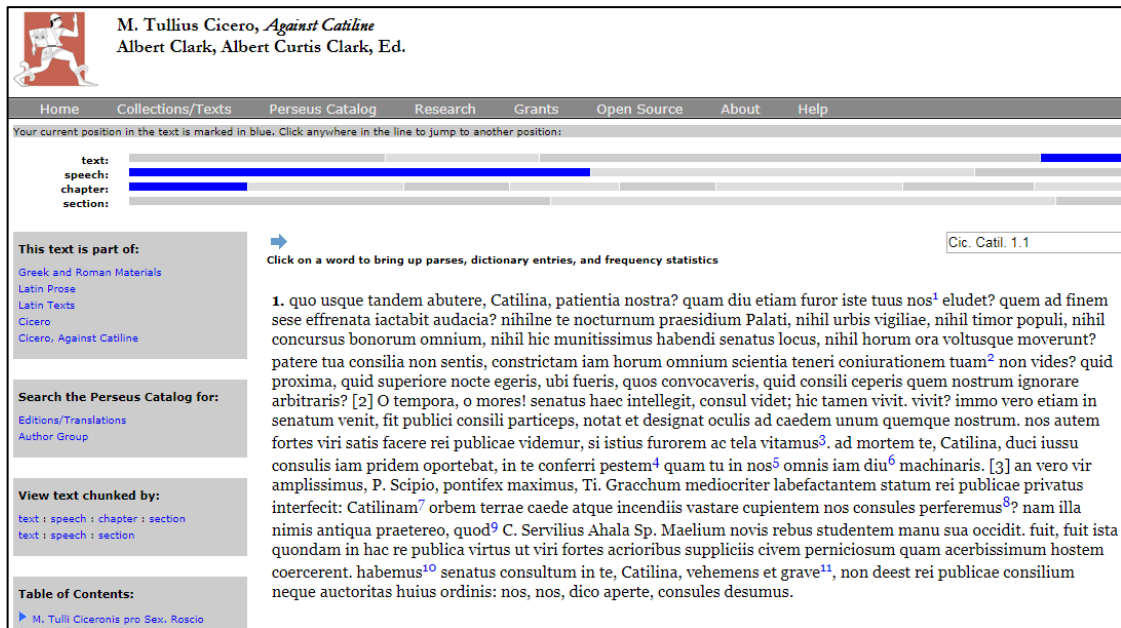 M. Tullius Cicero, Against Catiline
Albert Clark, Albert Curtis Clark, Ed.
Home Collections/Texts Perseus Catalog Research Grants Open Source About Help
Your current position in the text is marked in blue. Click anywhere in the line to jump to another position:
text:
speech:
chapter:
section:
This text is part of:
Greek and Roman Materials
Latin Prose
Latin Texts
Cicero
Cicero, Against Catiline
Search the Perseus Catalog for:
Editions/Translations
Author Group
View text chunked by:
text : speech : chapter : section
text : speech : section
Table of Contents:
M. Tulli Ciceronis pro Sex. Roscio
Cic. Catil. 1.1
Click on a word to bring up parses, dictionary entries, and frequency statistics
1. quo usque tandem abutere, Catilina, patientia nostra? quam diu etiam furor iste tuus nos1 eludet? quem ad finem
sese effrenata iactabit audacia? nihilne te nocturnum praesidium Palati, nihil urbis vigiliae, nihil timor populi, nihil
concursus bonorum omnium, nihil hic munitissimus habendi senatus locus, nihil horum ora voltusque moverunt?
patere tua consilia non sentis, constrictam iam horum omnium scientia teneri coniurationem tuam2 non vides? quid
proxima, quid superiore nocte egeris, ubi fueris, quos convocaveris, quid consili ceperis quem nostrum ignorare
arbitraris? [2] O tempora, o mores! senatus haec intellegit, consul videt; hic tamen vivit. vivit? immo vero etiam in
senatum venit, fit publici consili particeps, notat et designat oculis ad caedem unum quemque nostrum. nos autem
fortes viri satis facere rei publicae videmur, si istius furorem ac tela vitamus3. ad mortem te, Catilina, duci iussu
consulis iam pridem oportebat, in te conferri pestem4 quam tu in nos5 omnis iam diu6 machinaris. [3] an vero vir
amplissimus, P. Scipio, pontifex maximus, Ti. Gracchum mediocriter labefactantem statum rei publicae privatus
interfecit: Catilinam7 orbem terrae caede atque incendiis vastare cupientem nos consules perferemus8? nam illa
nimis antiqua praetereo, quod9 C. Servilius Ahala Sp. Maelium novis rebus studentem manu sua occidit. fuit, fuit ista
quondam in hac re publica virtus ut viri fortes acrioribus suppliciis civem perniciosum quam acerbissimum hostem
coercerent. habemus10 senatus consultum in te, Catilina, vehemens et grave11, non deest rei publicae consilium
neque auctoritas huius ordinis: nos, nos, dico aperte, consules desumus.